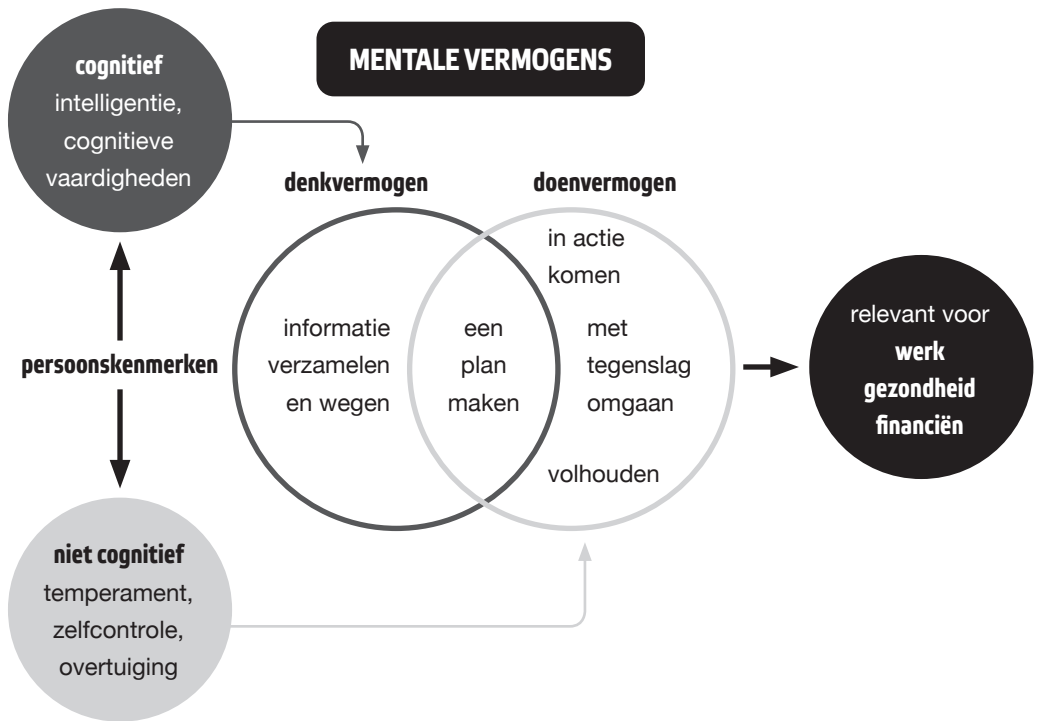 MENTALE VERMOGENS
cognitief
intelligentie,
cognitieve
vaardigheden
persoonskenmerken
niet cognitief
temperament,
zelfcontrole,
overtuiging
denkvermogen
informatie
verzamelen
en wegen
een
plan
maken
doenvermogen
in actie
komen
met
tegenslag
omgaan
volhouden
relevant voor
werk
gezondheid
financiën